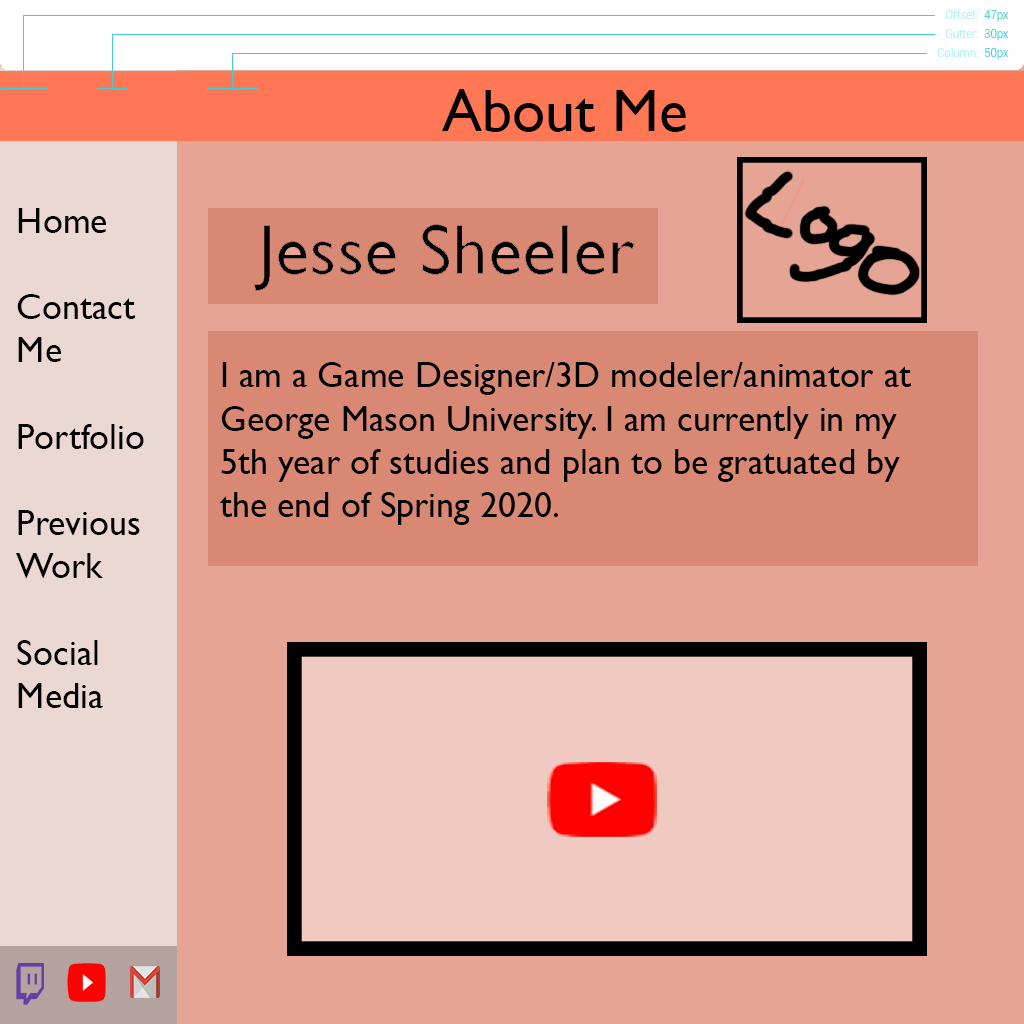 Offset: 47px
Gutter: 30px
Column: 50px
About Me
Home
Contact
Me
Portfolio
Previous
Work
Social
Media
Jesse Sheeler
Logo
I am a Game Designer/3D modeler/animator at
George Mason University. I am currently in my
5th year of studies and plan to be gratuated by
the end of Spring 2020.